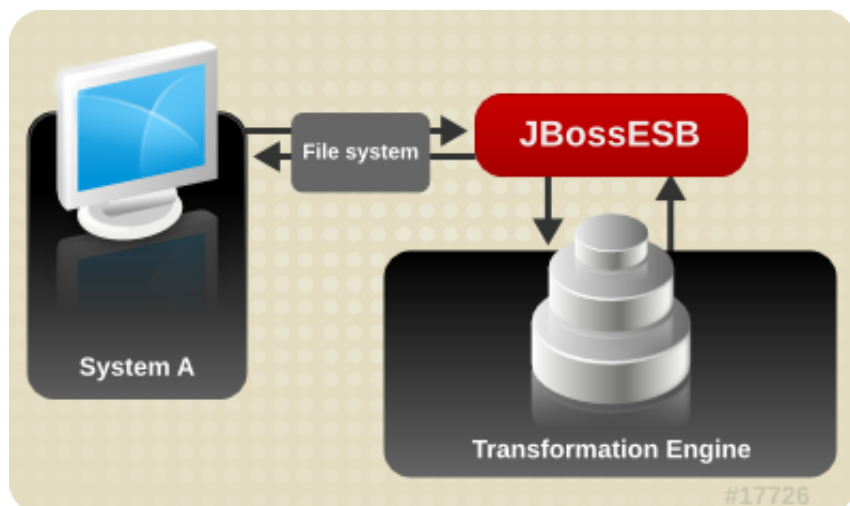 File system
JBossESB
System A
Transformation Engine
#17726